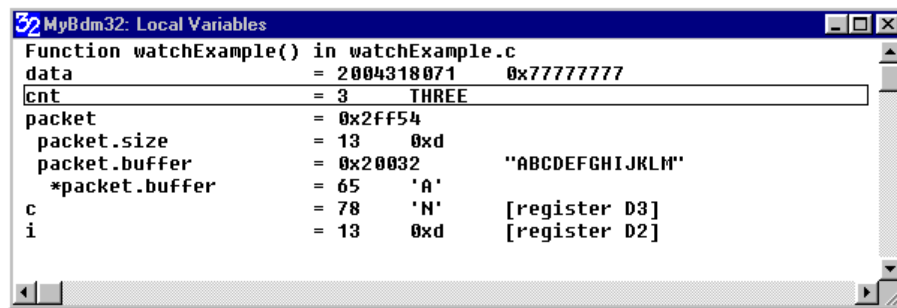 32 MyBdm32: Local Variables
Function watchExample() in watchExample.c
data = 2004318071 0x77777777
cnt = 3 THREE
packet = 0x2ff54
packet.size = 13 0xd
packet.buffer = 0x20032 "ABCDEFGHIJKLM"
*packet.buffer = 65 'A'
c = 78 'N' [register D3]
i = 13 0xd [register D2]